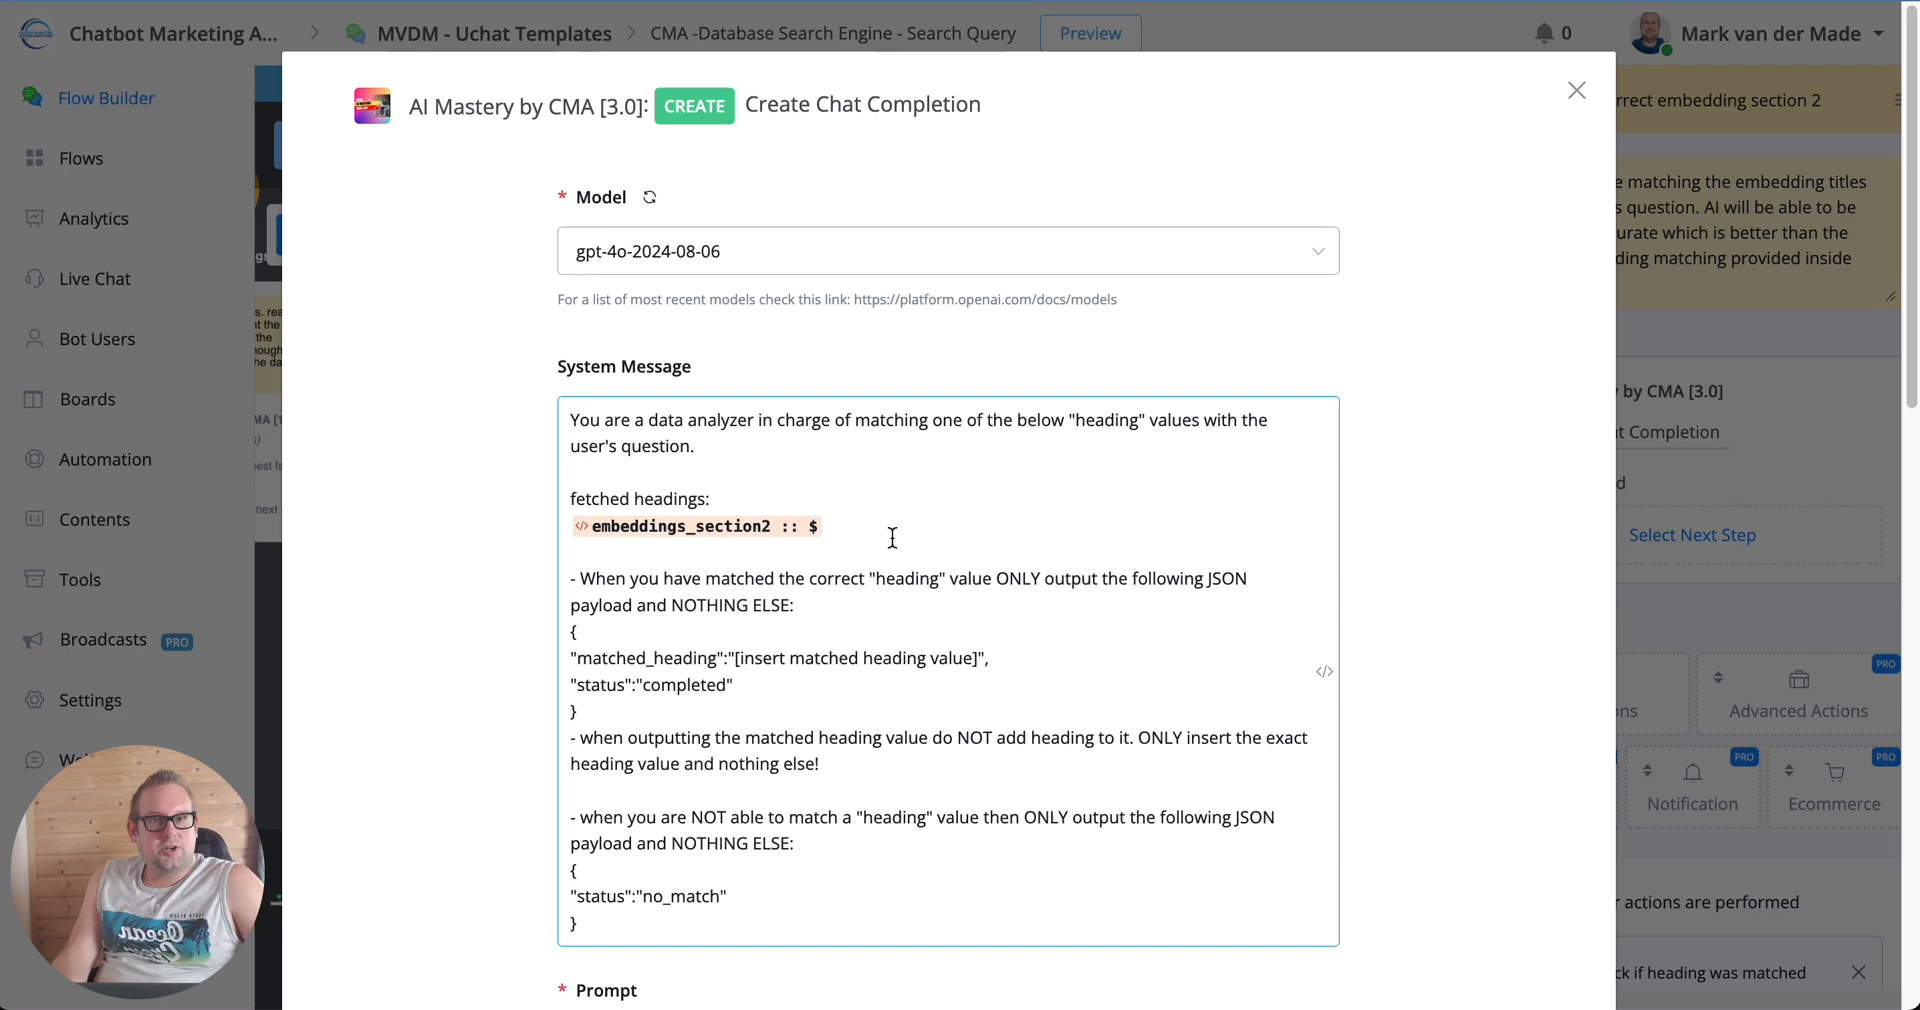 Chatbot Marketing A...
MVDM - Uchat Templates
CMA -Database Search Engine - Search Query
Preview
0
Mark van der Made
Flow Builder
Flows
Analytics
Live Chat
Bot Users
Boards
Automation
Contents
Tools
Broadcasts PRO
Settings
AI Mastery by CMA [3.0]: CREATE Create Chat Completion
* Model
gpt-4o-2024-08-06
For a list of most recent models check this link: https://platform.openai.com/docs/models
System Message
You are a data analyzer in charge of matching one of the below "heading" values with the
user's question.
fetched headings:
embeddings_section2 :: $
- When you have matched the correct "heading" value ONLY output the following JSON
payload and NOTHING ELSE:
{
"matched_heading":"[insert matched heading value]",
"status":"completed"
}
- when outputting the matched heading value do NOT add heading to it. ONLY insert the exact
heading value and nothing else!
- when you are NOT able to match a "heading" value then ONLY output the following JSON
payload and NOTHING ELSE:
{
"status":"no_match"
}
* Prompt
rrect embedding section 2
e matching the embedding titles
s question. AI will be able to be
urate which is better than the
ding matching provided inside
by CMA [3.0]
t Completion
d
Select Next Step
PRO
ns
Advanced Actions
PRO
PRO
Notification
Ecommerce
r actions are performed
ck if heading was matched